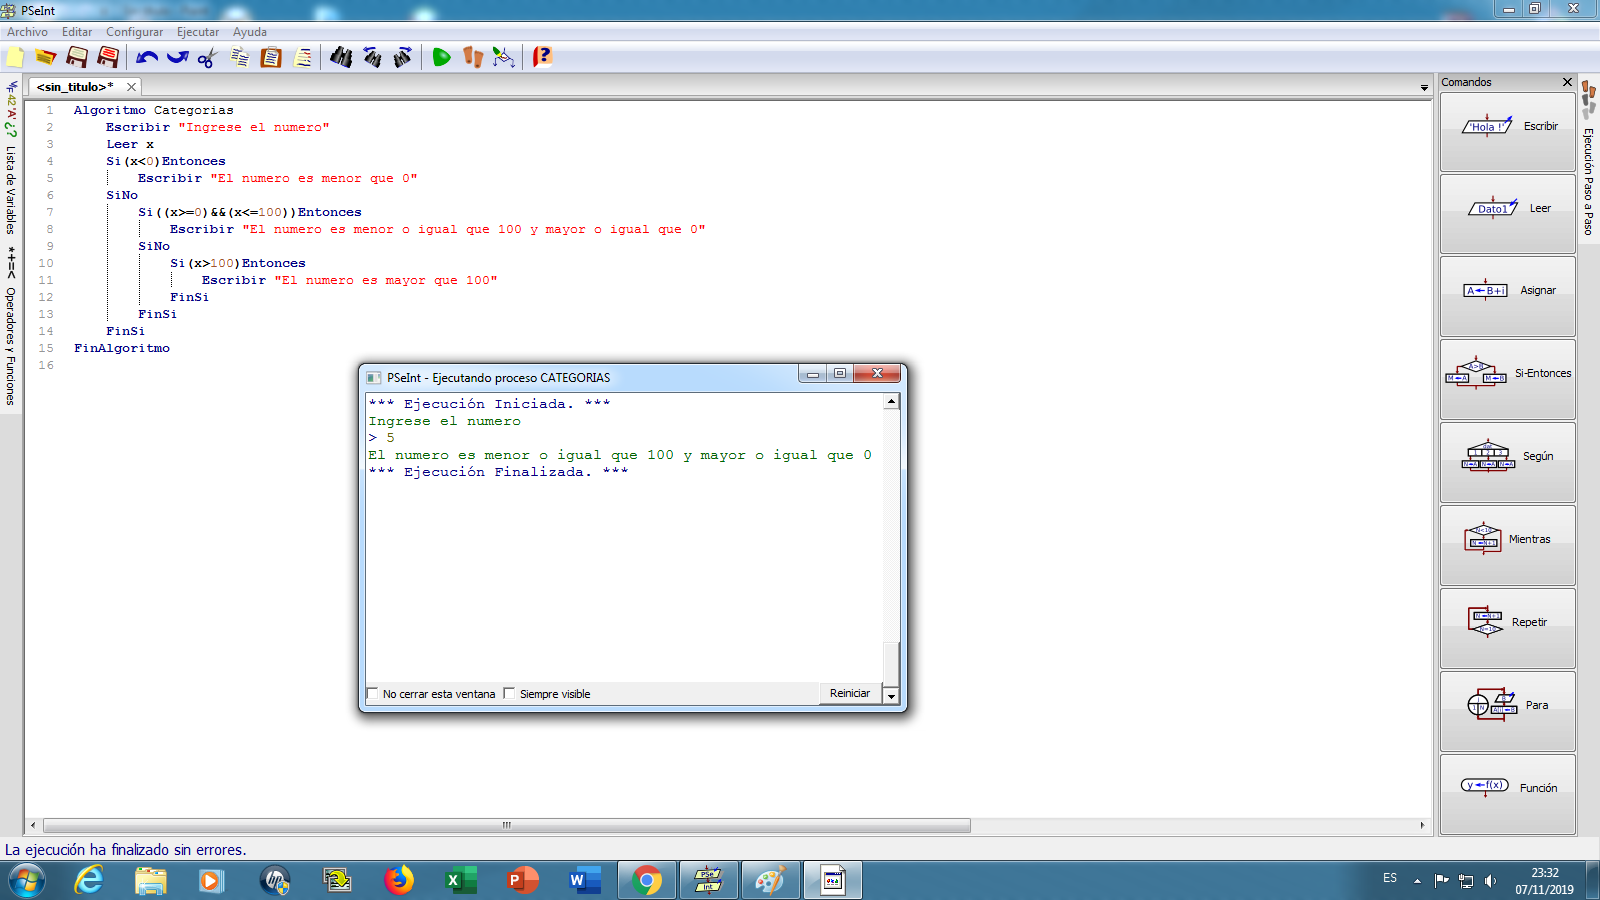 PSeInt
Archivo Editar Configurar Ejecutar Ayuda
<sin_titulo>*
Lista de Variables
*+=<
Operadores y Funciones
1 Algoritmo Categorias
2 Escribir "Ingrese el numero"
3 Leer x
4 Si(x<0)Entonces
5 Escribir "El numero es menor que 0"
6 SiNo
7 Si((x>=0)&&(x<=100))Entonces
8 Escribir "El numero es menor o igual que 100 y mayor o igual que 0"
9 SiNo
10 Si(x>100)Entonces
11 Escribir "El numero es mayor que 100"
12 FinSi
13 FinSi
14 FinSi
15 FinAlgoritmo
16
PSeInt - Ejecutando proceso CATEGORIAS
*** Ejecución Iniciada. ***
Ingrese el numero
> 5
El numero es menor o igual que 100 y mayor o igual que 0
*** Ejecución Finalizada. ***
No cerrar esta ventana Siempre visible Reiniciar
Comandos
'Hola !' Escribir
Dato1 Leer
A←B+i Asignar
A>B Si-Entonces
Según
Mientras
Repetir
Para
y←f(x) Función
Ejecución Paso a Paso
La ejecución ha finalizado sin errores.
ES
23:32
07/11/2019